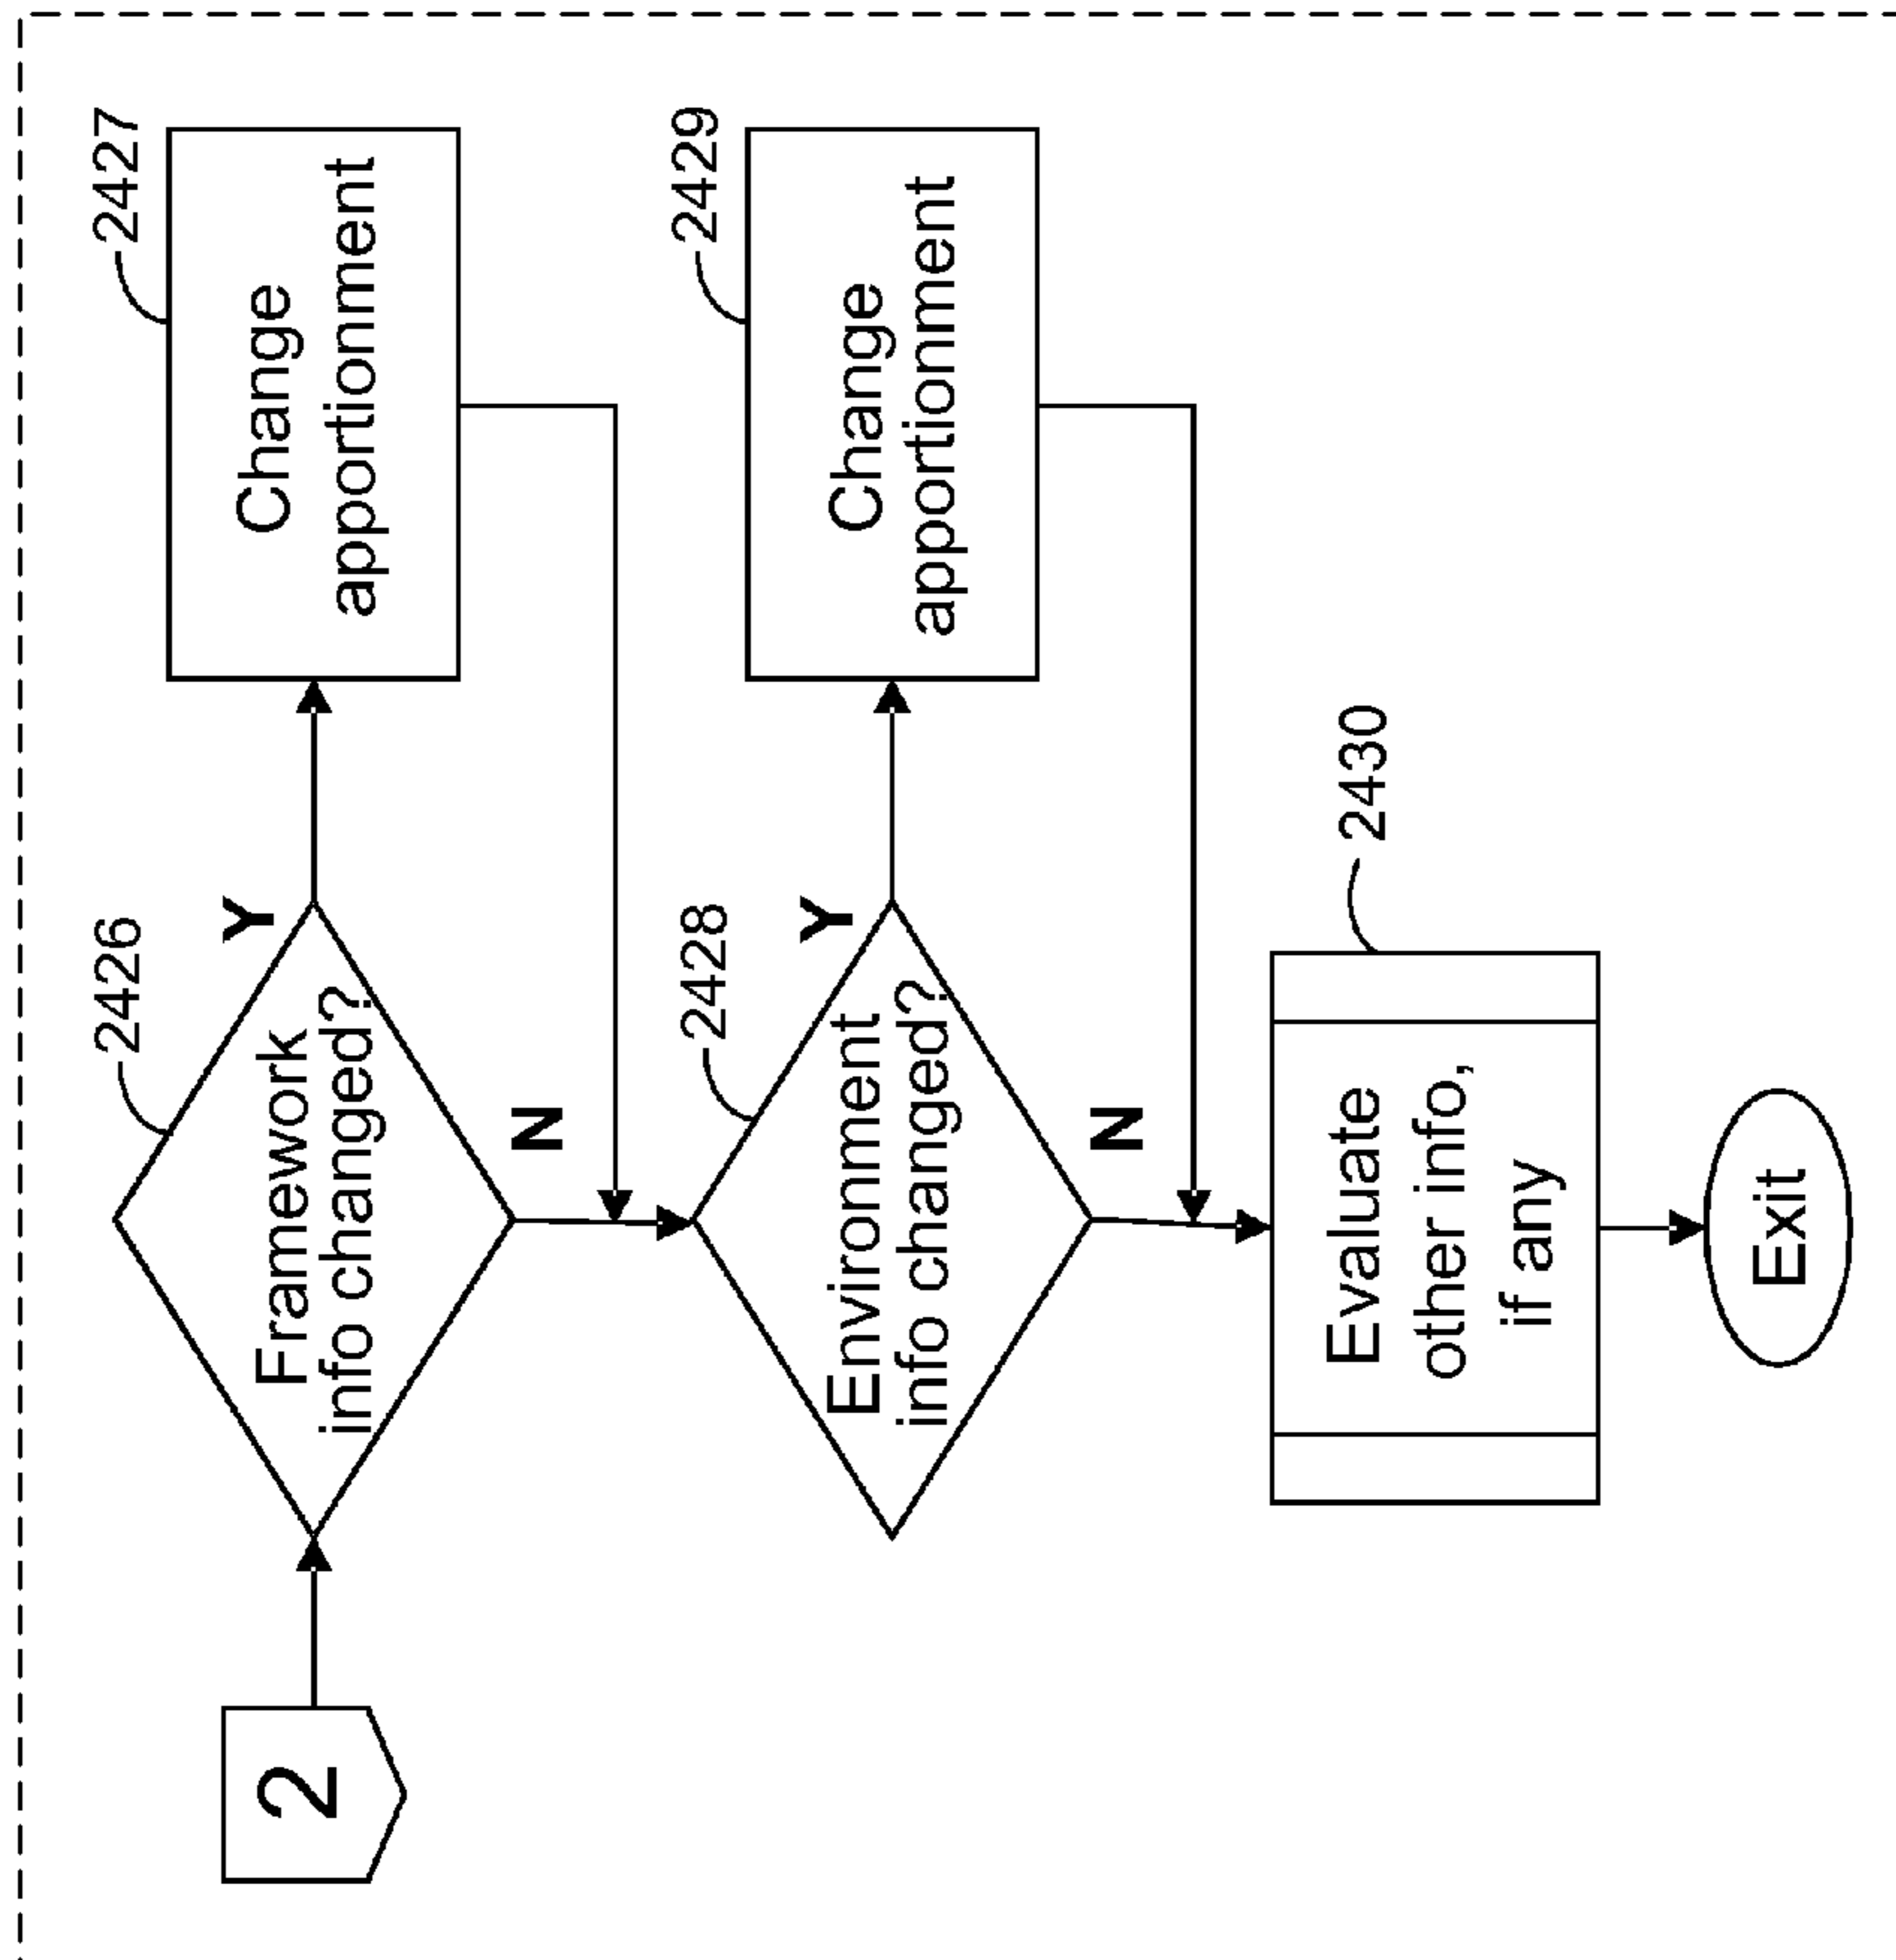 2
2426
Framework
info changed?
Y
N
2427
Change
apportionment
2428
Environment
info changed?
Y
N
2429
Change
apportionment
2430
Evaluate
other info,
if any
Exit